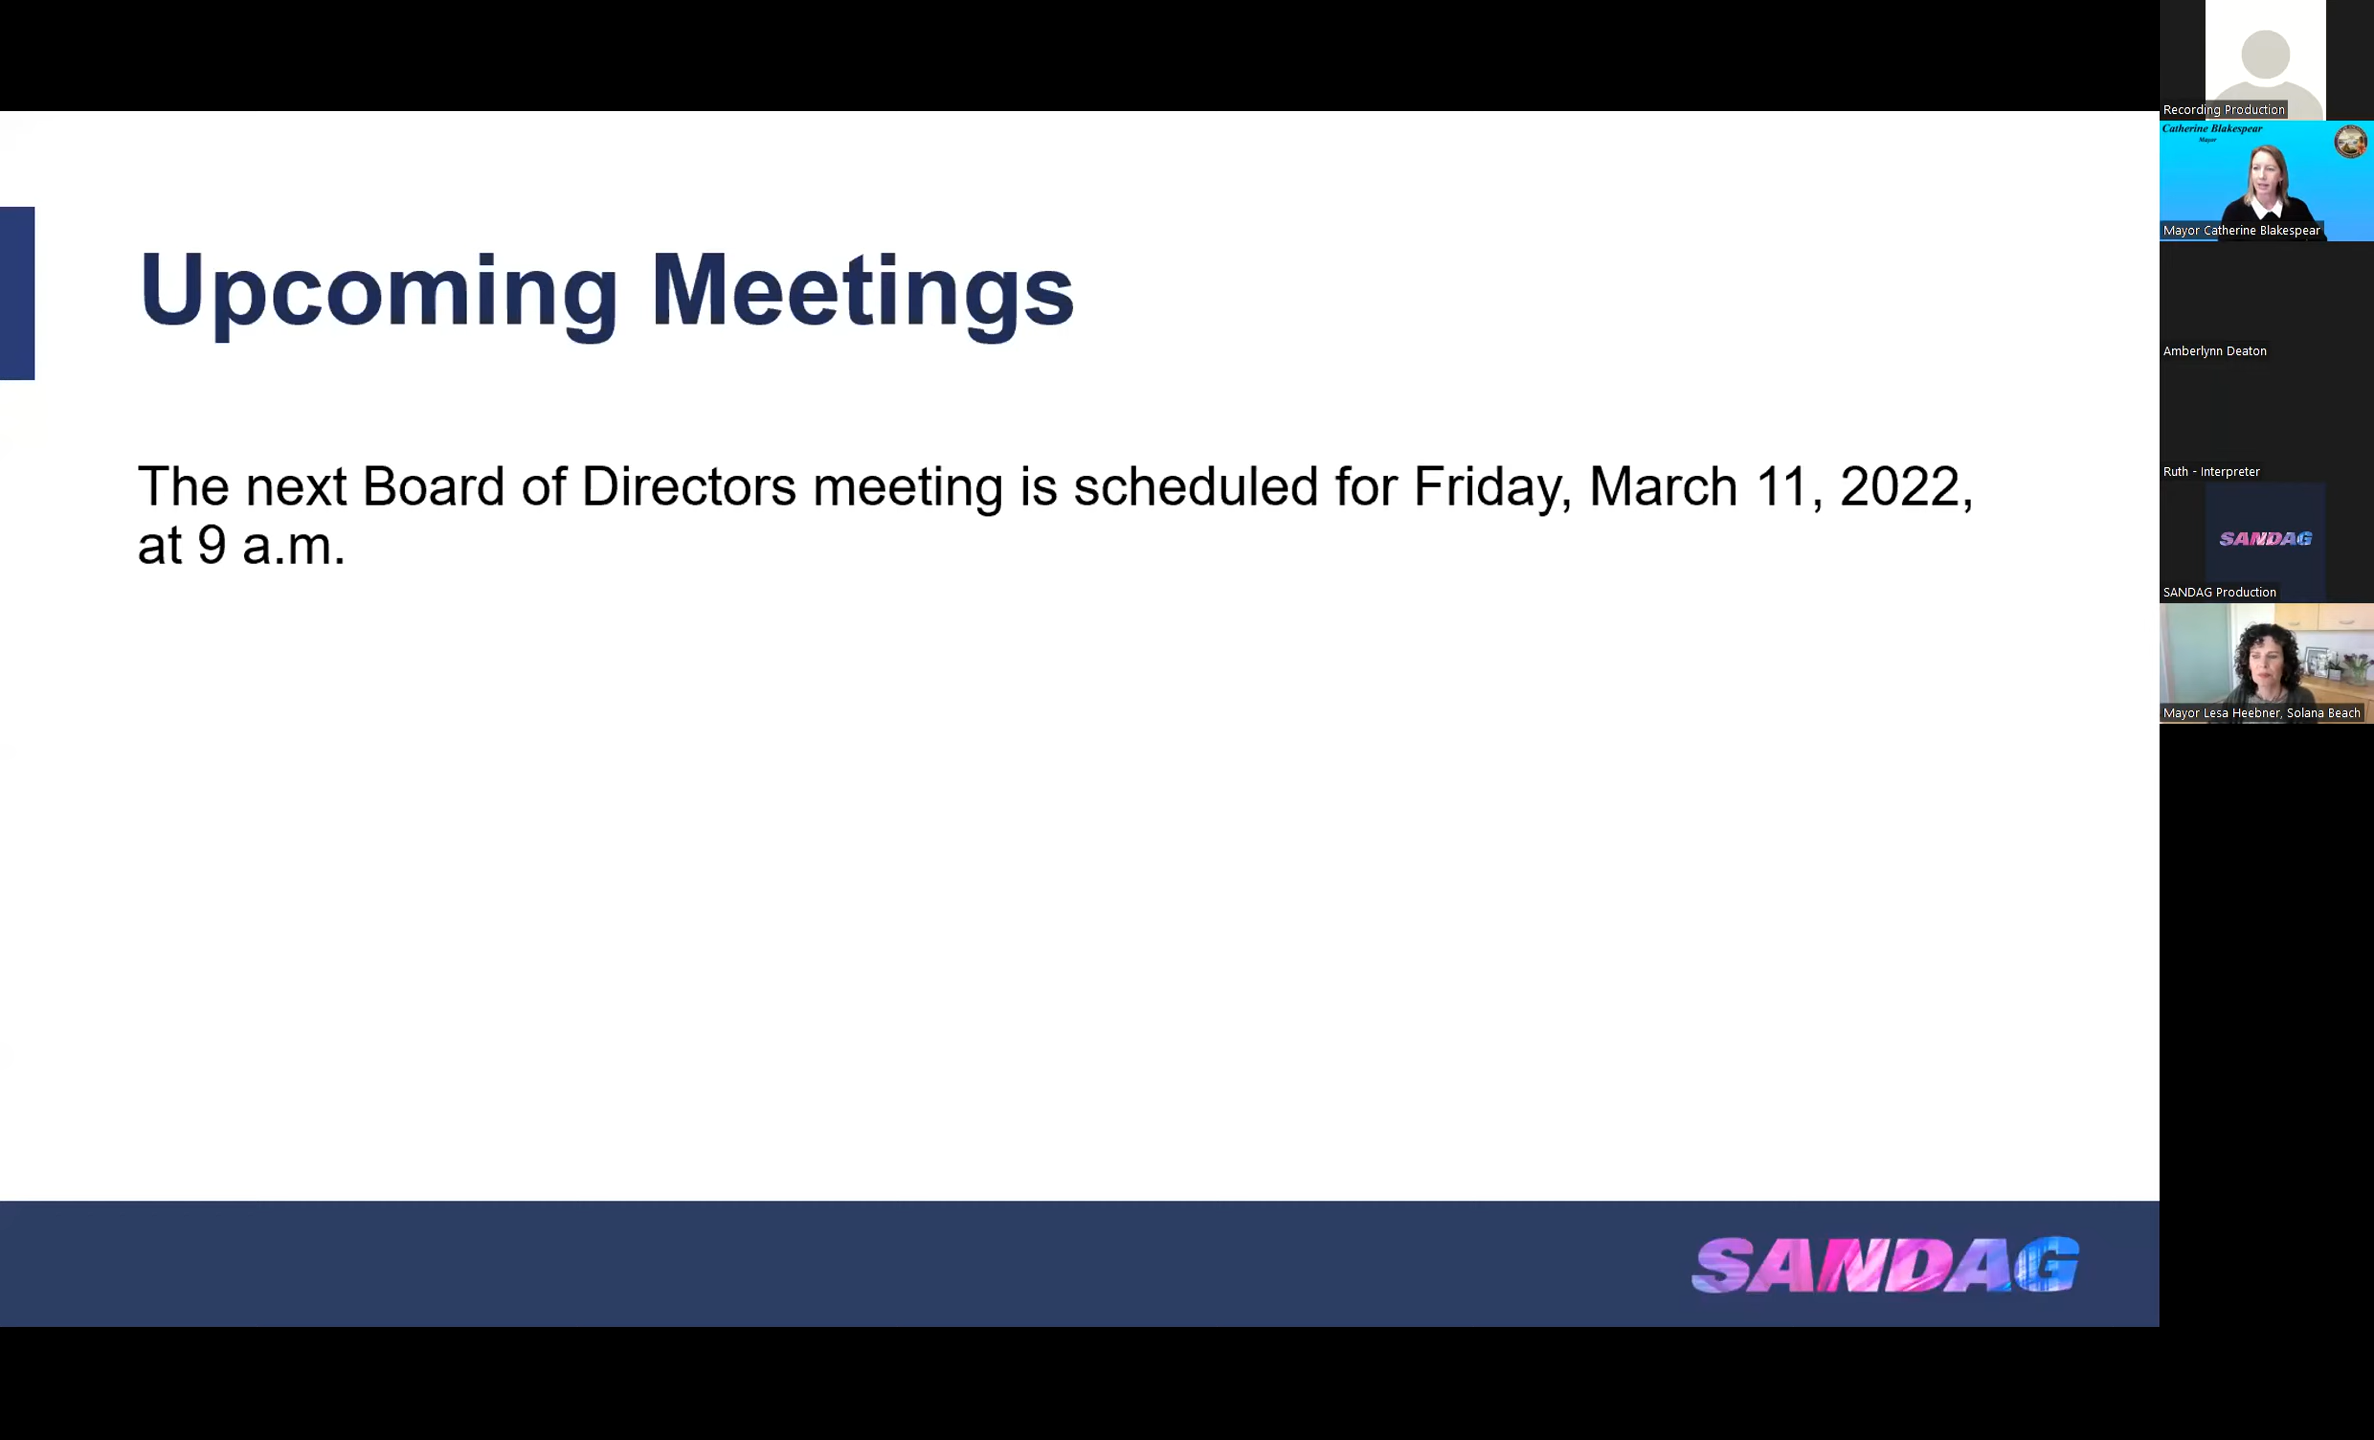 Upcoming Meetings
The next Board of Directors meeting is scheduled for Friday, March 11, 2022,
at 9 a.m.
SANDAG
Recording Production
Catherine Blakespear
Mayor
Mayor Catherine Blakespear
Amberlynn Deaton
Ruth - Interpreter
SANDAG
SANDAG Production
Mayor Lesa Heebner, Solana Beach